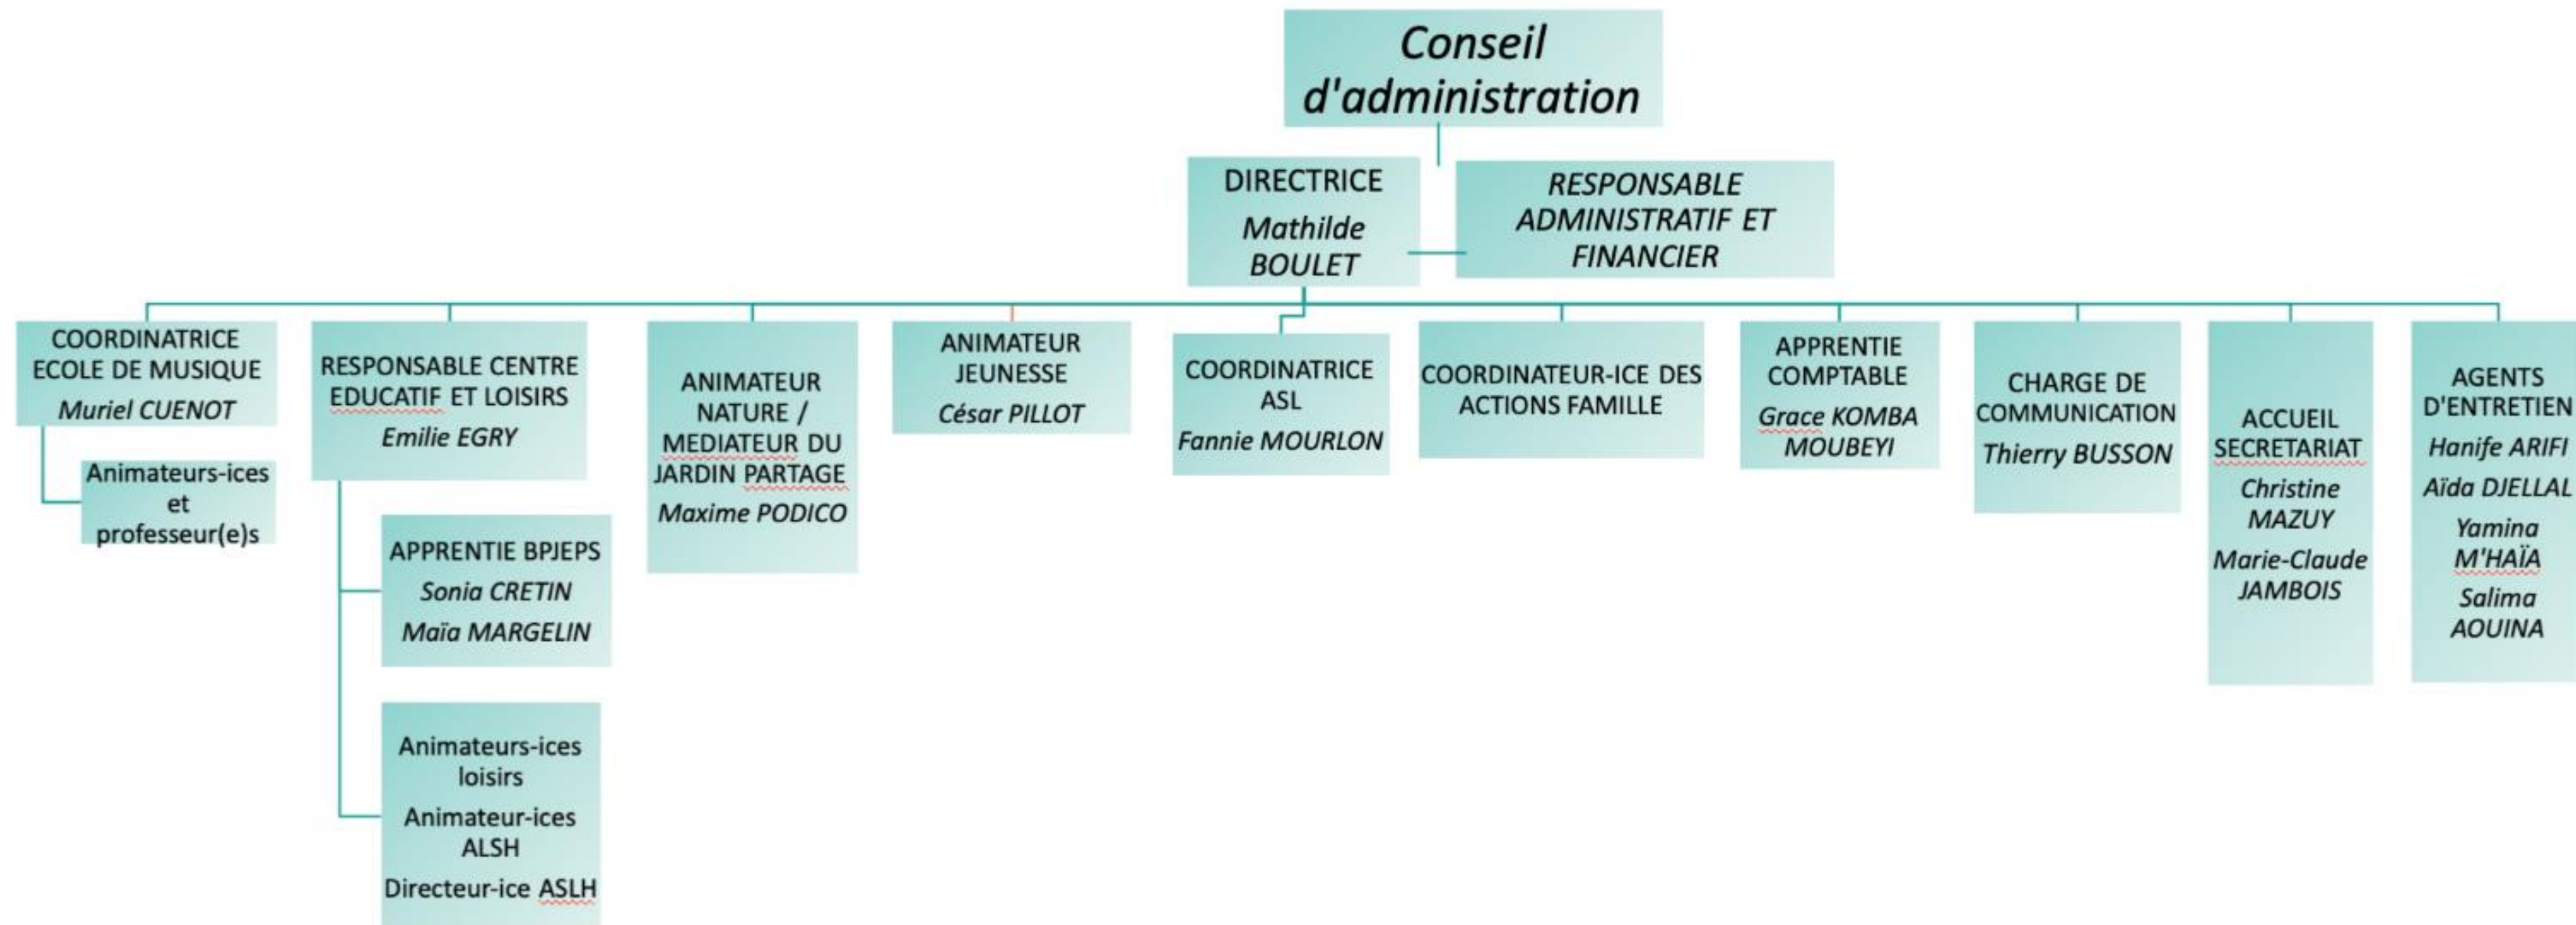 Conseil
d'administration
DIRECTRICE
Mathilde
BOULET
RESPONSABLE
ADMINISTRATIF ET
FINANCIER
COORDINATRICE
ECOLE DE MUSIQUE
Muriel CUENOT
Animateurs-ices
et
professeur(e)s
RESPONSABLE CENTRE
EDUCATIF ET LOISIRS
Emilie EGRY
APPRENTIE BPJEPS
Sonia CRETIN
Maïa MARGELIN
Animateurs-ices
loisirs
Animateur-ices
ALSH
Directeur-ice ASLH
ANIMATEUR
NATURE /
MEDIATEUR DU
JARDIN PARTAGE
Maxime PODICO
ANIMATEUR
JEUNESSE
César PILLOT
COORDINATRICE
ASL
Fannie MOURLON
COORDINATEUR-ICE DES
ACTIONS FAMILLE
APPRENTIE
COMPTABLE
Grace KOMBA
MOUBEYI
CHARGE DE
COMMUNICATION
Thierry BUSSON
ACCUEIL
SECRETARIAT
Christine
MAZUY
Marie-Claude
JAMBOIS
AGENTS
D'ENTRETIEN
Hanife ARIFI
Aïda DJELLAL
Yamina
M'HAÏA
Salima
AOUINA